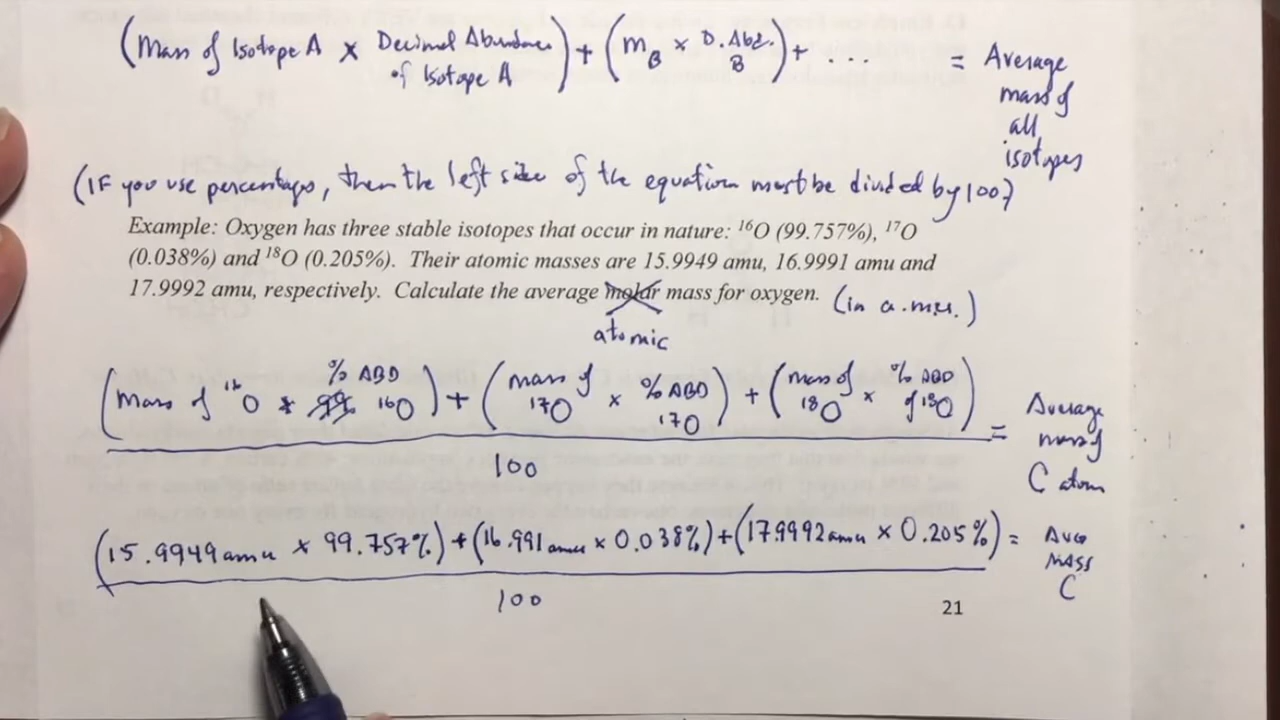 (Mass of Isotope A x Decimal Abundance of Isotope A) + (mB x D. Abd. B) + ... = Average mass of all isotopes
(IF you use percentages, then the left side of the equation must be divided by 100)
Example: Oxygen has three stable isotopes that occur in nature: ¹⁶O (99.757%), ¹⁷O
(0.038%) and ¹⁸O (0.205%). Their atomic masses are 15.9949 amu, 16.9991 amu and
17.9992 amu, respectively. Calculate the average molar mass for oxygen. (in a.m.u.)
atomic
(Mass of ¹⁶O x % ABD ¹⁶O) + (mass of ¹⁷O x % ABD ¹⁷O) + (mass of ¹⁸O x % ABD of ¹⁸O) = Average mass of C atom
100
(15.9949 amu x 99.757%) + (16.991 amu x 0.038%) + (17.9992 amu x 0.205%) = AVG MASS C
100
21